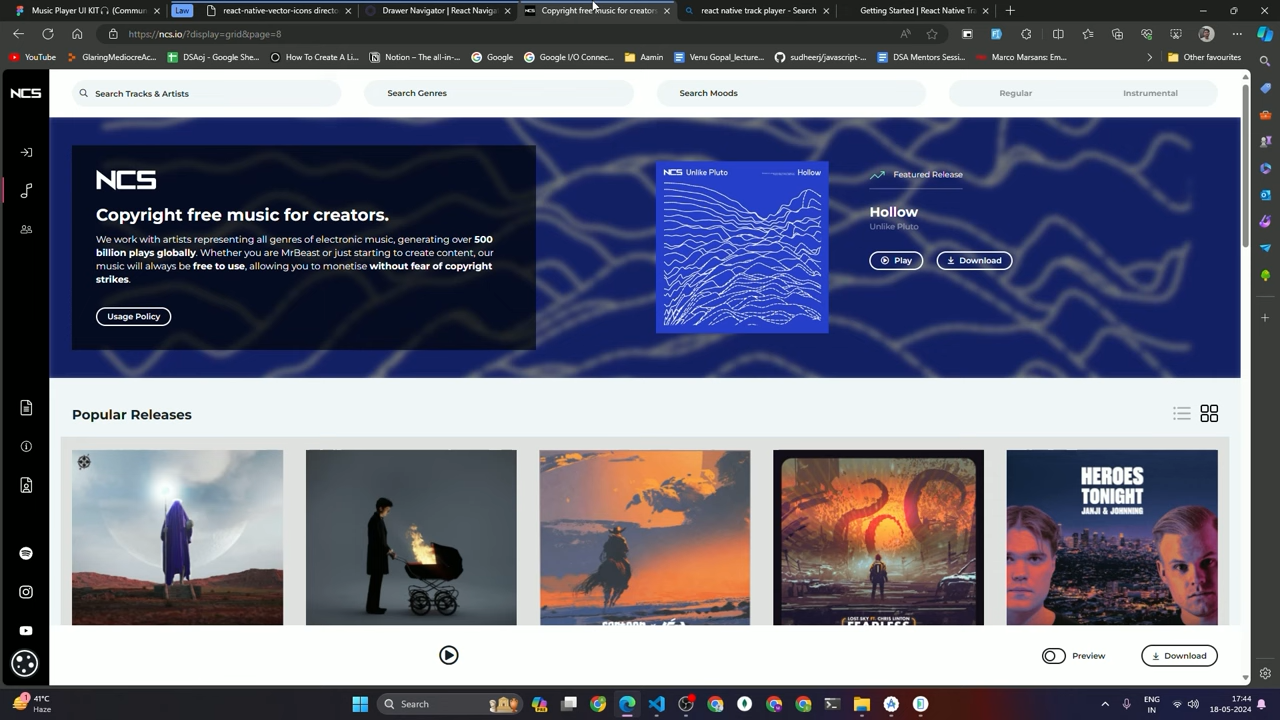 Music Player UI KIT🎧 (Commun
Law
react-native-vector-icons directo
Drawer Navigator | React Naviga
Copyright free music for creators
react native track player - Search
Getting Started | React Native Tr
https://ncs.io/?display=grid&page=8
YouTube
GlaringMediocreAc...
DSAoj - Google She...
How To Create A Li...
Notion – The all-in-...
Google
Google I/O Connec...
Aamin
Venu Gopal_lecture...
sudheerj/javascript-...
DSA Mentors Sessi...
Marco Marsans: Em...
Other favourites
NCS
Search Tracks & Artists
Search Genres
Search Moods
Regular
Instrumental
NCS
Copyright free music for creators.
We work with artists representing all genres of electronic music, generating over 500
billion plays globally. Whether you are MrBeast or just starting to create content, our
music will always be free to use, allowing you to monetise without fear of copyright
strikes.
Usage Policy
NCS Unlike Pluto
Hollow
Featured Release
Hollow
Unlike Pluto
Play
Download
Popular Releases
LOST SKY FT. CHRIS LINTON
FEARLESS
HEROES
TONIGHT
JANJI & JOHNNING
Preview
Download
41°C
Haze
Search
ENG
IN
17:44
18-05-2024